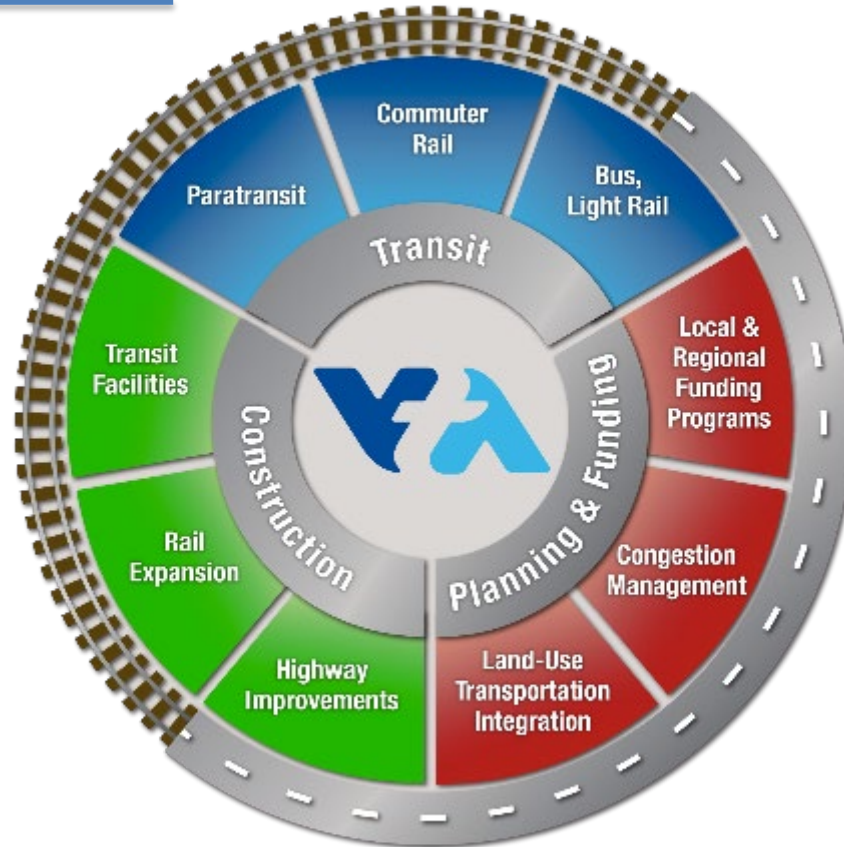 Commuter
Rail
Bus,
Light Rail
Paratransit
Transit
Local &
Regional
Funding
Programs
Transit
Facilities
Construction
VTA
Planning & Funding
Rail
Expansion
Congestion
Management
Highway
Improvements
Land-Use
Transportation
Integration